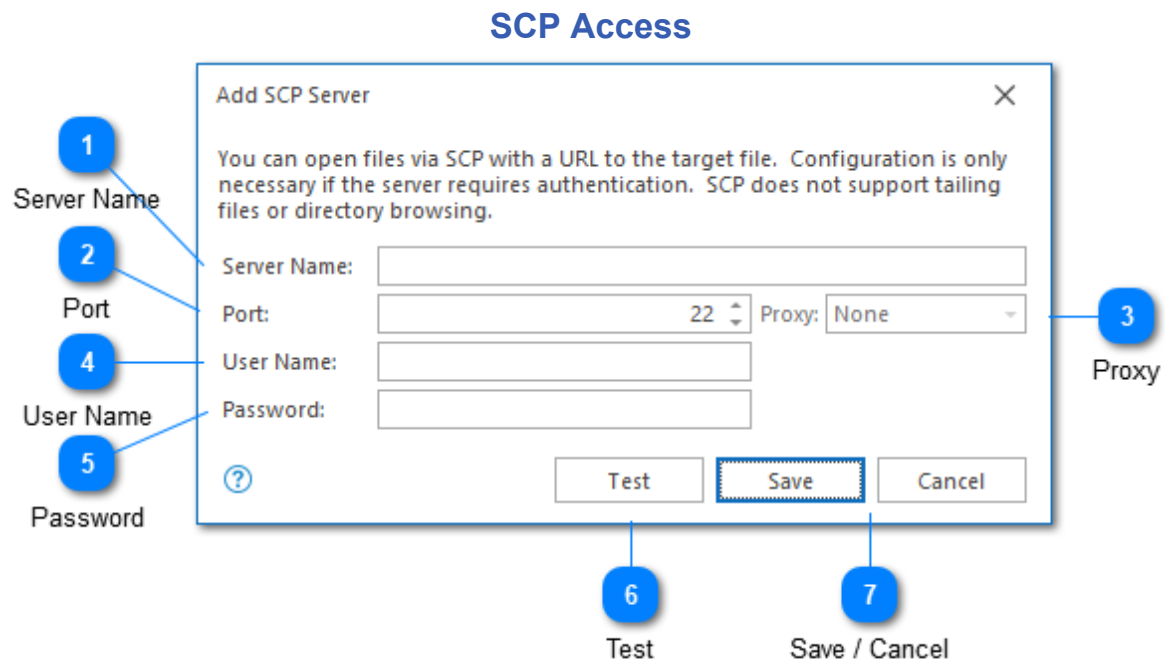 SCP Access
Add SCP Server
You can open files via SCP with a URL to the target file.  Configuration is only
necessary if the server requires authentication.  SCP does not support tailing
files or directory browsing.
1
Server Name
Server Name:
2
Port
Port: 22 Proxy: None
3
Proxy
4
User Name
User Name:
5
Password
Password:
?
Test Save Cancel
6
Test
7
Save / Cancel